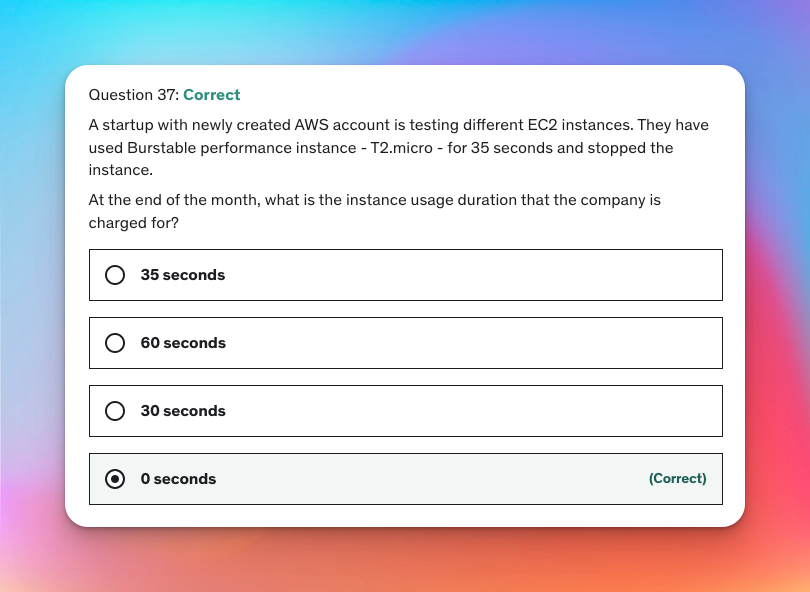 Question 37: Correct
A startup with newly created AWS account is testing different EC2 instances. They have
used Burstable performance instance - T2.micro - for 35 seconds and stopped the
instance.
At the end of the month, what is the instance usage duration that the company is
charged for?
35 seconds
60 seconds
30 seconds
0 seconds (Correct)